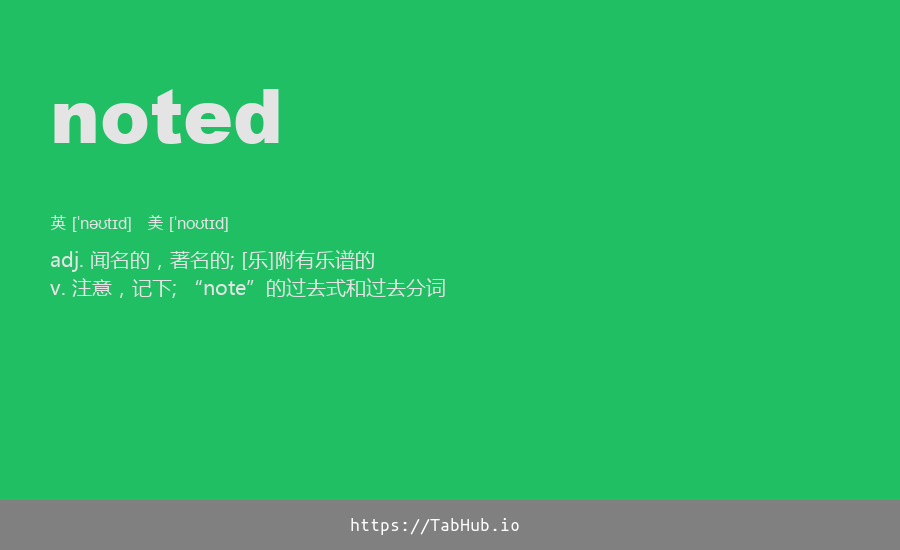 noted
英 [ˈnəʊtɪd] 美 [ˈnoʊtɪd]
adj. 闻名的，著名的; [乐]附有乐谱的
v. 注意，记下; “note”的过去式和过去分词
https://TabHub.io